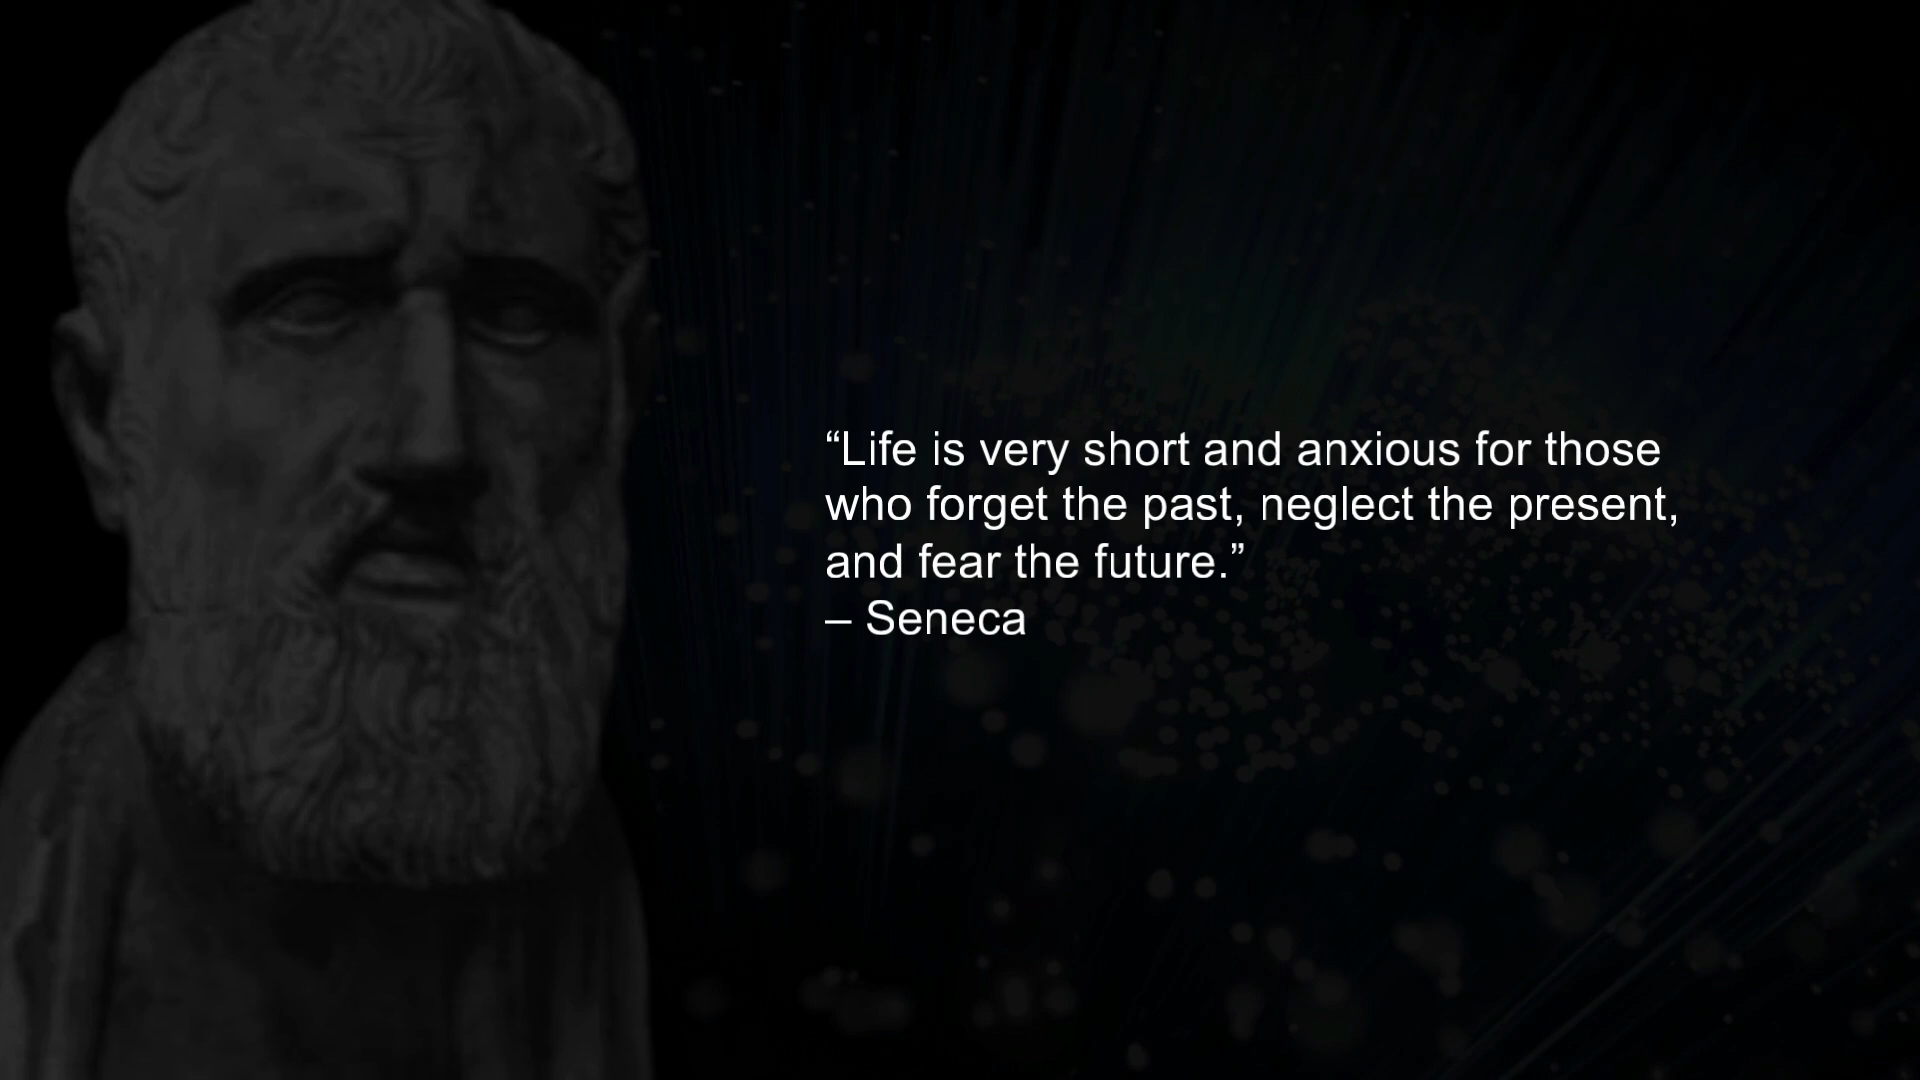 “Life is very short and anxious for those
who forget the past, neglect the present,
and fear the future.”
– Seneca